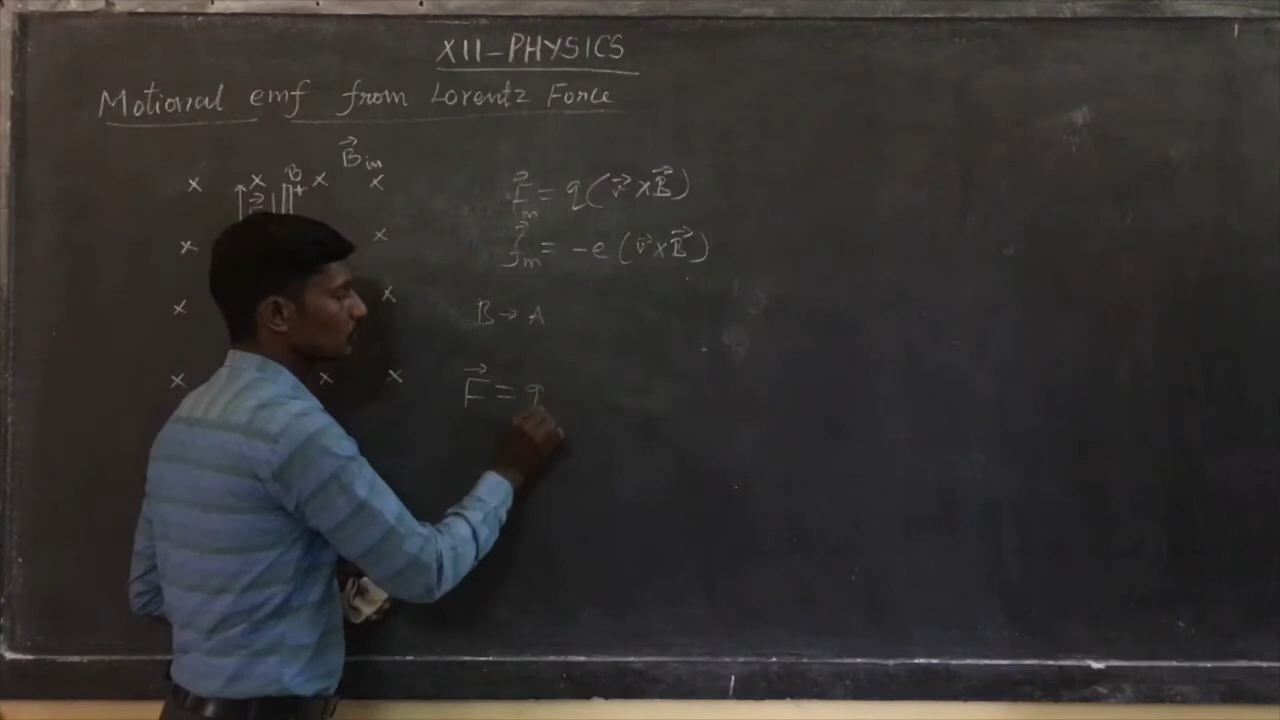 XII-PHYSICS
Motional emf from Lorentz Force
B⃗in
x x B x x
+
F⃗m = q(v⃗ x B⃗)
x x
f⃗m = -e(v⃗ x B⃗)
x x
B → A
x x x
F⃗ = q